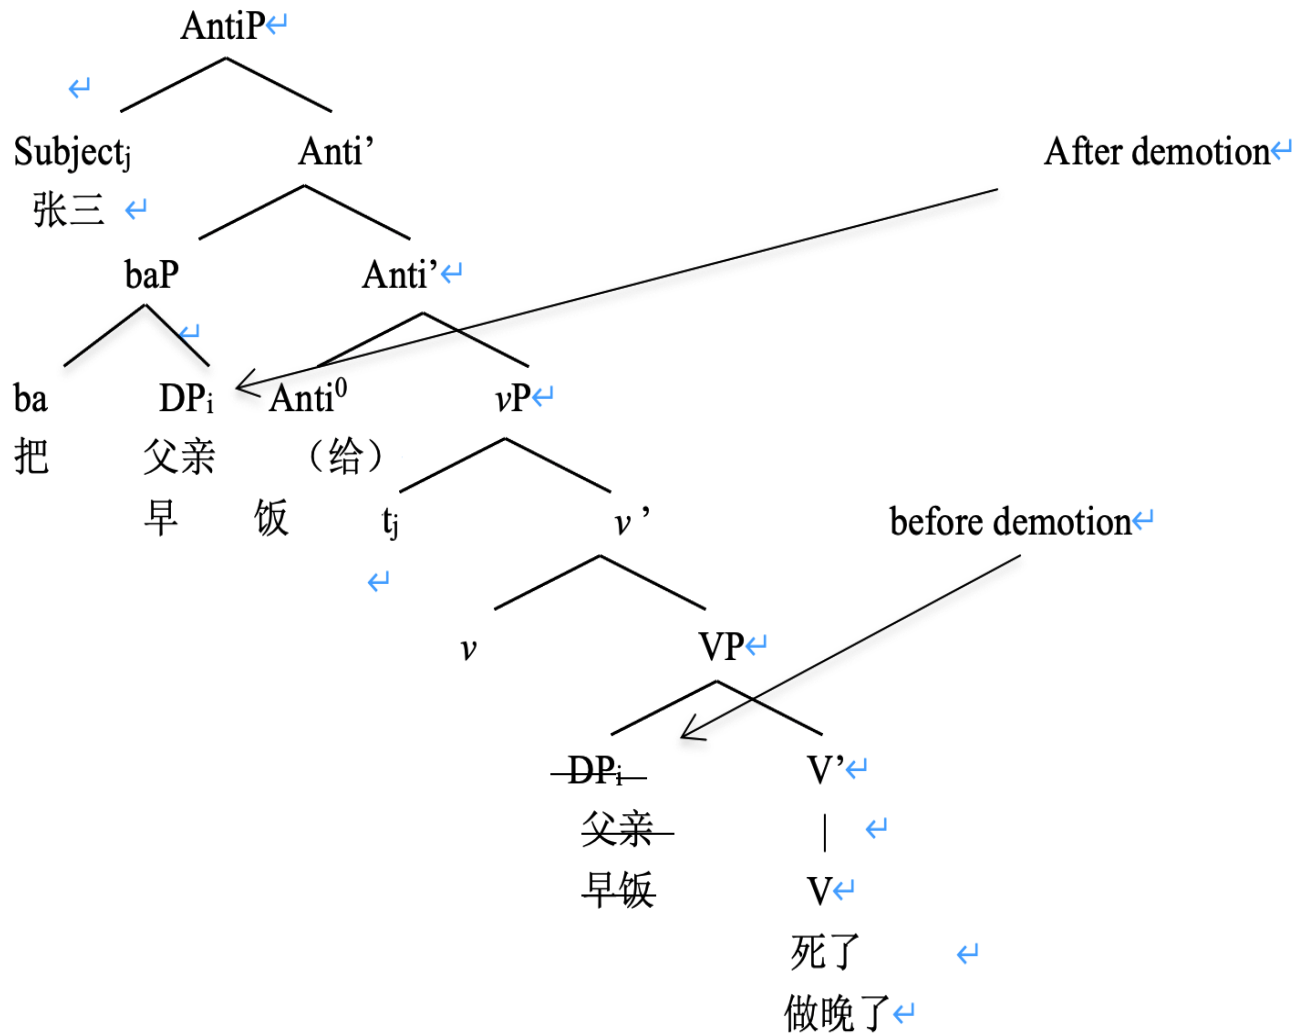 AntiP↵
↵
Subjectj Anti’ After demotion↵
张三 ↵
baP Anti’↵
↵
ba DPi Anti0 vP↵
把 父亲 （给）
早 饭 tj v ’ before demotion↵
↵
v VP↵
DPi V’↵
父亲 | ↵
早饭 V↵
死了 ↵
做晚了↵